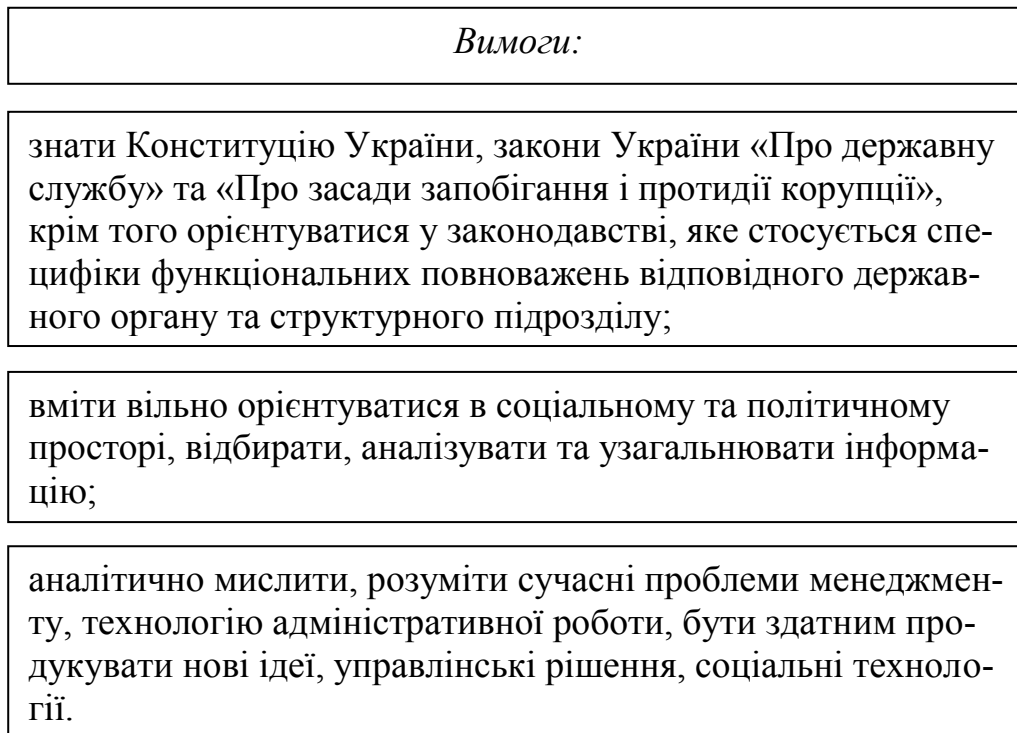 Вимоги:
знати Конституцію України, закони України «Про державну
службу» та «Про засади запобігання і протидії корупції»,
крім того орієнтуватися у законодавстві, яке стосується спе-
цифіки функціональних повноважень відповідного держав-
ного органу та структурного підрозділу;
вміти вільно орієнтуватися в соціальному та політичному
просторі, відбирати, аналізувати та узагальнювати інформа-
цію;
аналітично мислити, розуміти сучасні проблеми менеджмен-
ту, технологію адміністративної роботи, бути здатним про-
дукувати нові ідеї, управлінські рішення, соціальні техноло-
гії.